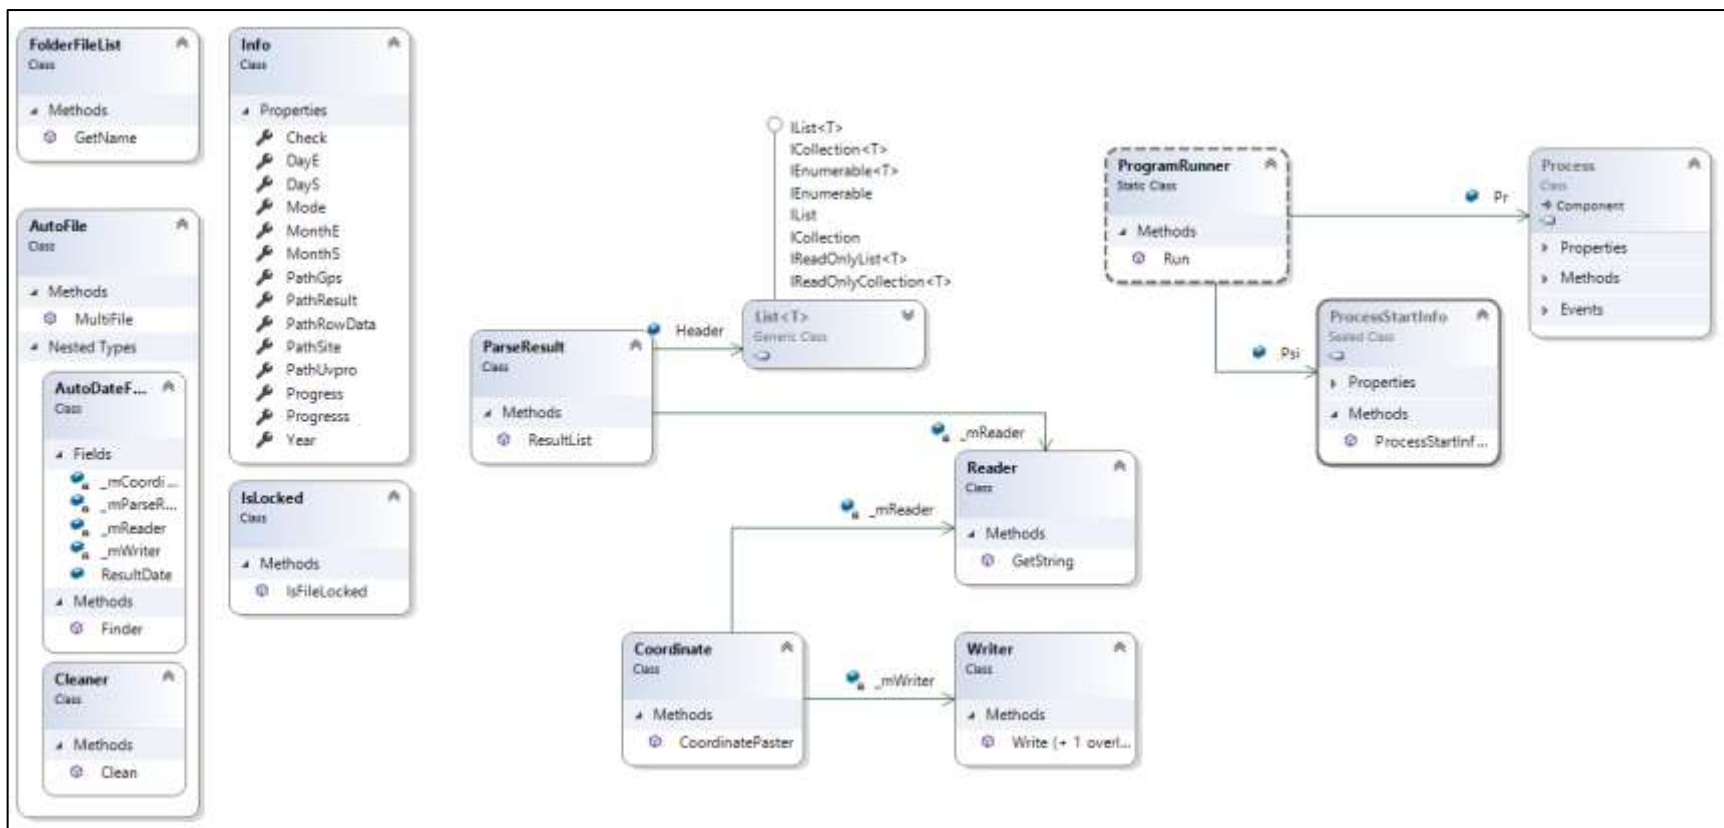 FolderFileList
Class
Methods
GetName
AutoFile
Class
Methods
MultiFile
Nested Types
AutoDateF...
Class
Fields
_mCoordi...
_mParseR...
_mReader
_mWriter
ResultDate
Methods
Finder
Cleaner
Class
Methods
Clean
Info
Class
Properties
Check
DayE
DayS
Mode
MonthE
MonthS
PathGps
PathResult
PathRowData
PathSite
PathUvpro
Progress
Progresss
Year
IsLocked
Class
Methods
IsFileLocked
ParseResult
Class
Methods
ResultList
Header
IList<T>
ICollection<T>
IEnumerable<T>
IEnumerable
IList
ICollection
IReadOnlyList<T>
IReadOnlyCollection<T>
List<T>
Generic Class
_mReader
Reader
Class
Methods
GetString
_mReader
Coordinate
Class
Methods
CoordinatePaster
_mWriter
Writer
Class
Methods
Write (+ 1 overl...
ProgramRunner
Static Class
Methods
Run
Pr
Process
Class
Component
Properties
Methods
Events
Psi
ProcessStartInfo
Sealed Class
Properties
Methods
ProcessStartInf...